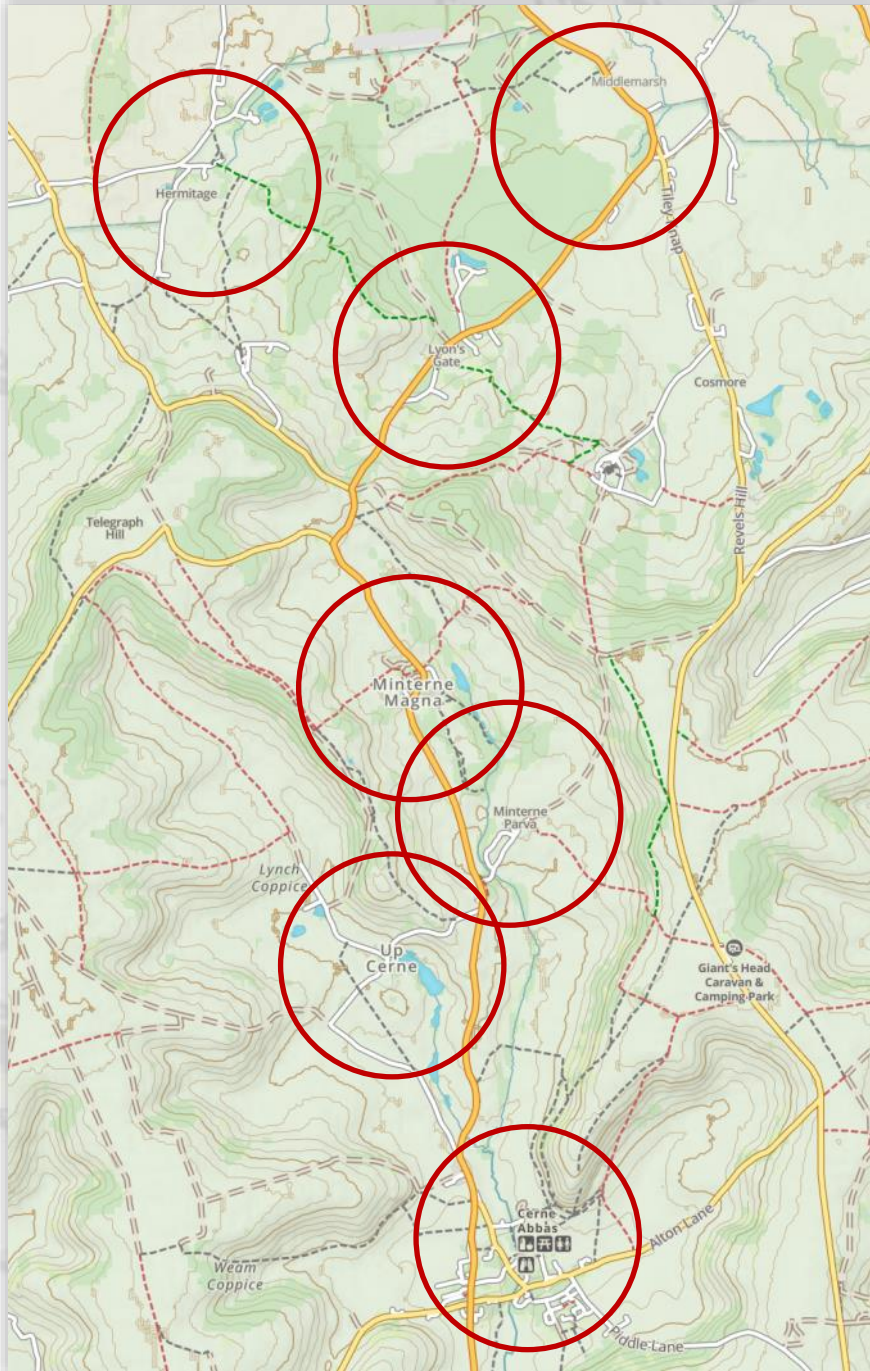 Middlemarsh
Hermitage
Tiley Knap
Lyon's
Gate
Cosmore
Telegraph
Hill
Revels Hill
Minterne
Magna
Minterne
Parva
Lynch
Coppice
Up
Cerne
Giant's Head
Caravan &
Camping Park
Cerne
Abbas
Alton Lane
Weam
Coppice
Piddle Lane